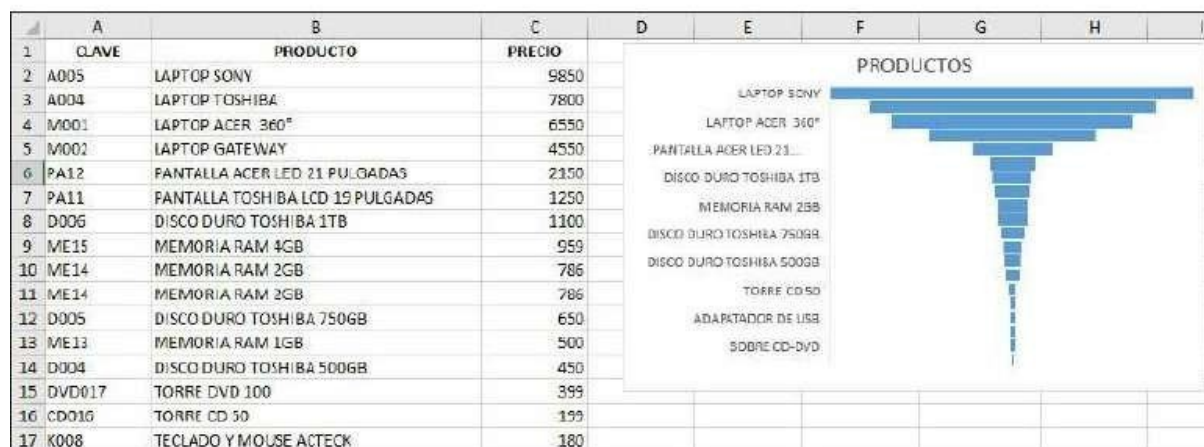 A B C D E F G H I
1 CLAVE PRODUCTO PRECIO
2 A005 LAPTOP SONY 9850
3 A004 LAPTOP TOSHIBA 7800
4 M001 LAPTOP ACER 360° 6550
5 M002 LAPTOP GATEWAY 4550
6 PA12 PANTALLA ACER LED 21 PULGADAS 2150
7 PA11 PANTALLA TOSHIBA LCD 19 PULGADAS 1250
8 D006 DISCO DURO TOSHIBA 1TB 1100
9 ME15 MEMORIA RAM 4GB 959
10 ME14 MEMORIA RAM 2GB 786
11 ME14 MEMORIA RAM 2GB 786
12 D005 DISCO DURO TOSHIBA 750GB 650
13 ME13 MEMORIA RAM 1GB 500
14 D004 DISCO DURO TOSHIBA 500GB 450
15 DVD017 TORRE DVD 100 399
16 CD016 TORRE CD 50 199
17 K008 TECLADO Y MOUSE ACTECK 180
PRODUCTOS
LAPTOP SONY
LAPTOP ACER 360°
PANTALLA ACER LED 21...
DISCO DURO TOSHIBA 1TB
MEMORIA RAM 2GB
DISCO DURO TOSHIBA 750GB
DISCO DURO TOSHIBA 500GB
TORRE CD 50
ADAPATADOR DE USB
SOBRE CD-DVD